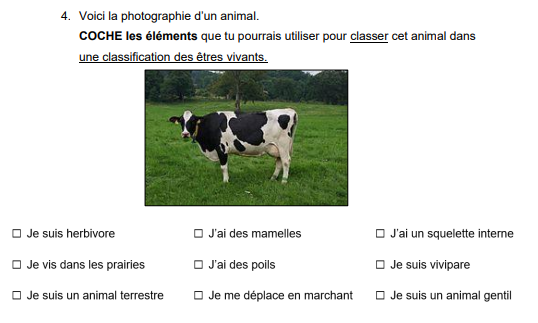 4. Voici la photographie d'un animal.
COCHE les éléments que tu pourrais utiliser pour classer cet animal dans
une classification des êtres vivants.
☐ Je suis herbivore ☐ J'ai des mamelles ☐ J'ai un squelette interne
☐ Je vis dans les prairies ☐ J'ai des poils ☐ Je suis vivipare
☐ Je suis un animal terrestre ☐ Je me déplace en marchant ☐ Je suis un animal gentil